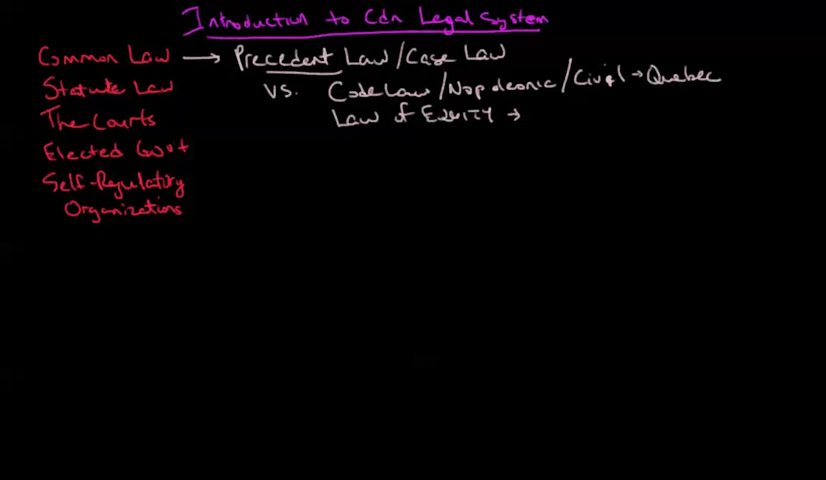 Introduction to Cdn Legal System
Common Law → Precedent Law/Case Law
Statute Law vs. Code Law/Napoleonic/Civil → Quebec
The Courts Law of EQUITY →
Elected Gov't
Self-Regulatory
Organizations